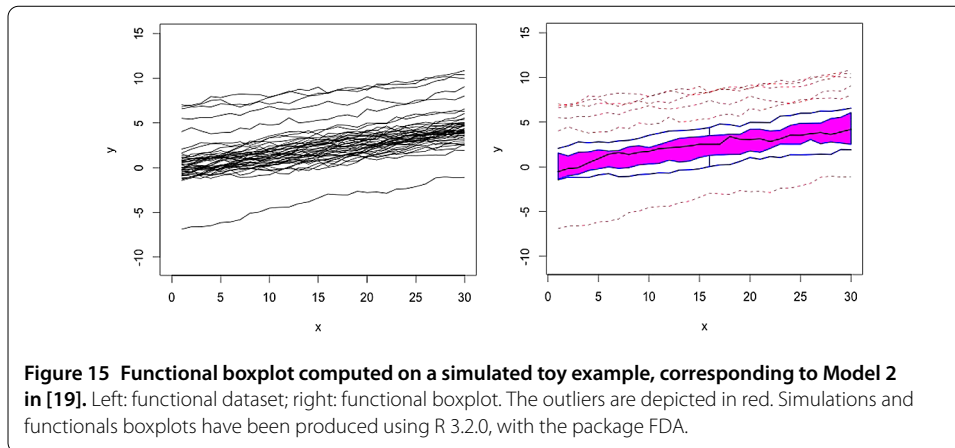 15
10
5
0
-5
-10
y
0 5 10 15 20 25 30
x
15
10
5
0
-5
-10
y
0 5 10 15 20 25 30
x
Figure 15 Functional boxplot computed on a simulated toy example, corresponding to Model 2
in [19]. Left: functional dataset; right: functional boxplot. The outliers are depicted in red. Simulations and
functionals boxplots have been produced using R 3.2.0, with the package FDA.